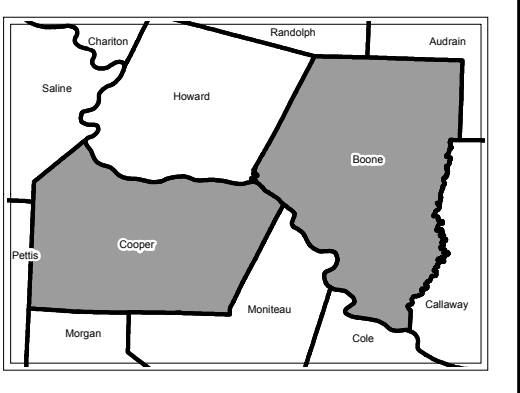 Randolph
Chariton
Audrain
Saline
Howard
Boone
Cooper
Pettis
Callaway
Moniteau
Morgan
Cole